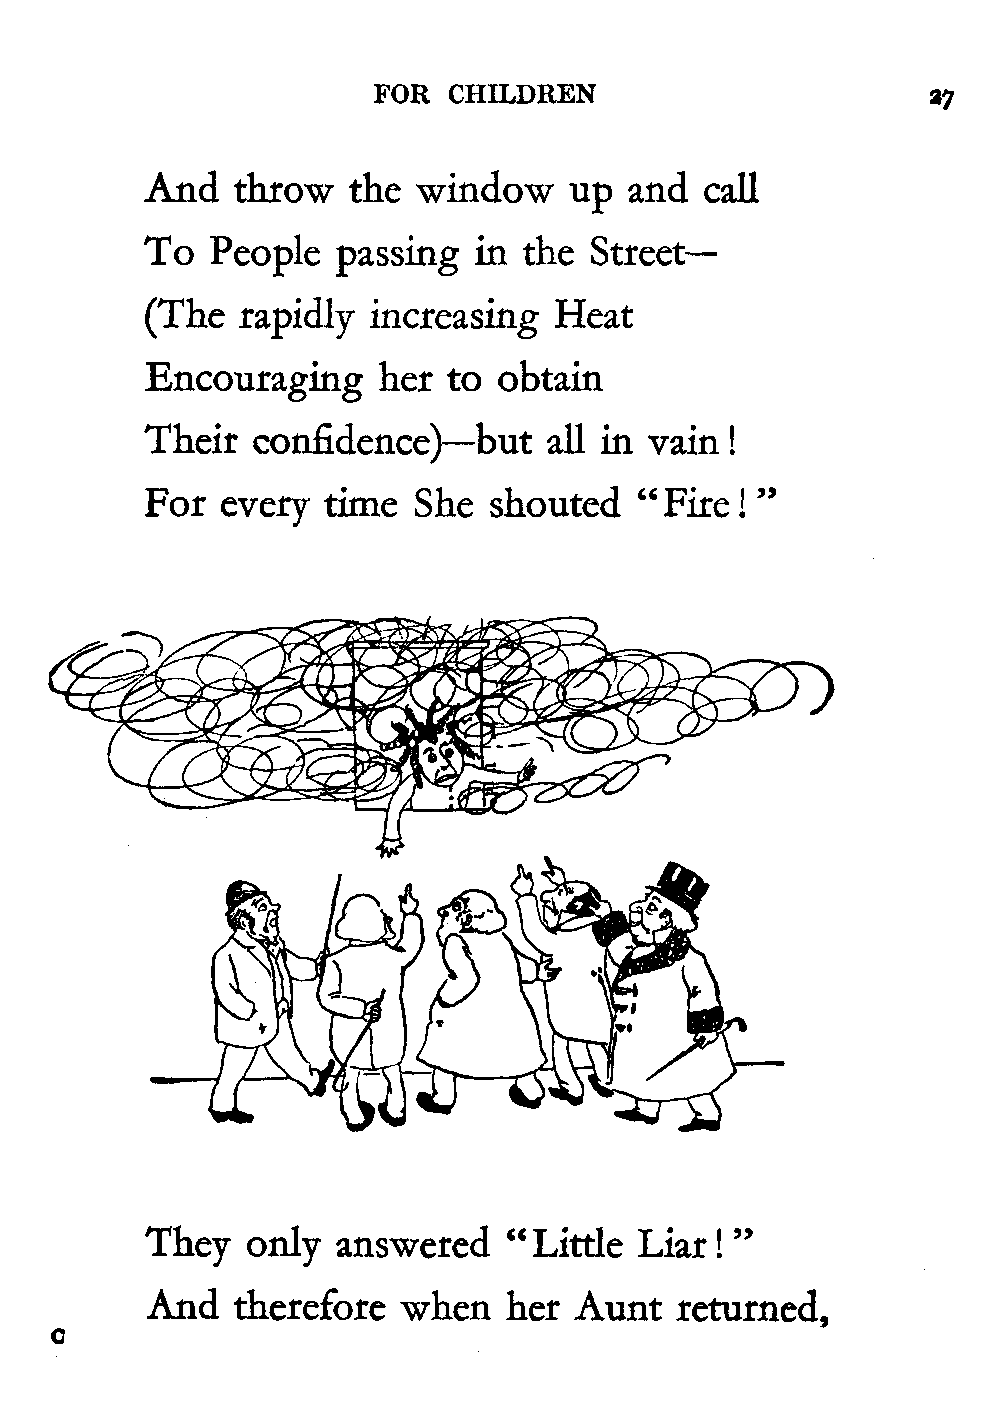 FOR CHILDREN 27
And throw the window up and call
To People passing in the Street—
(The rapidly increasing Heat
Encouraging her to obtain
Their confidence)—but all in vain !
For every time She shouted “Fire ! ”
They only answered “Little Liar ! ”
And therefore when her Aunt returned,
C